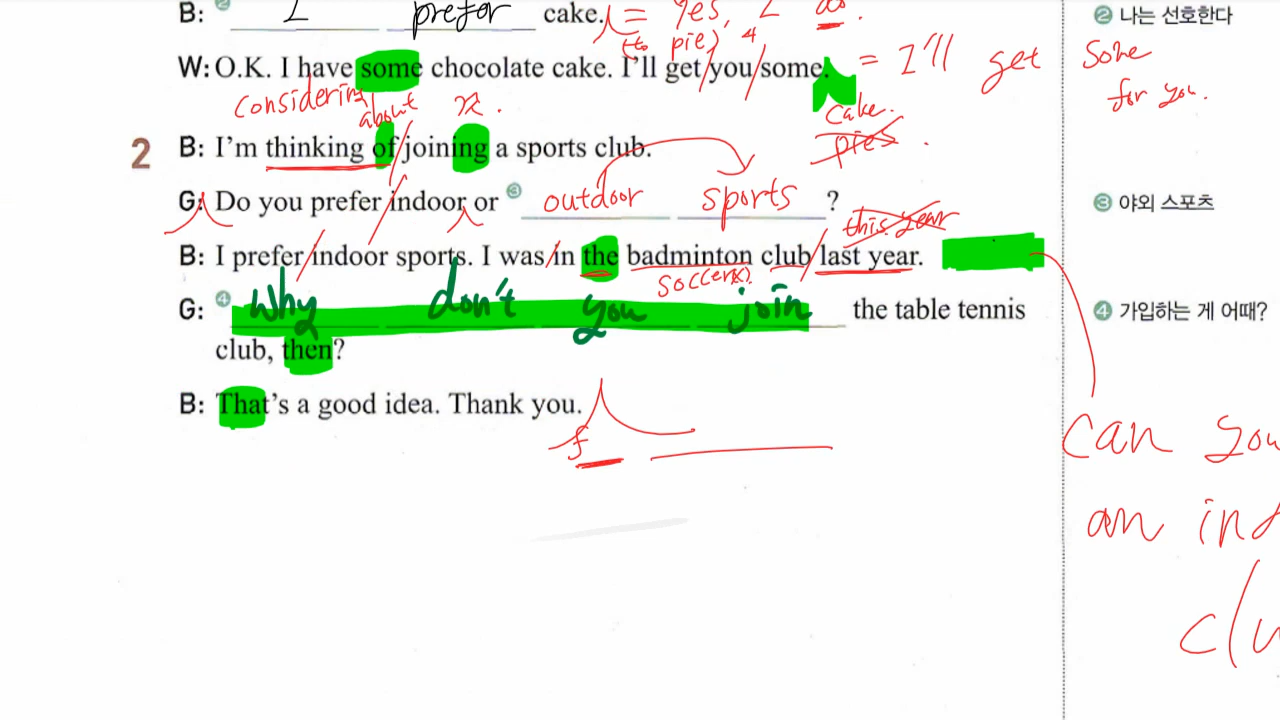 B: ② I prefer cake. = Yes, I do.
(to pie)
② 나는 선호한다
W: O.K. I have some chocolate cake. I'll get you some. = I'll get some for you.
considering about x. cake pies.
2 B: I'm thinking of joining a sports club.
G: Do you prefer indoor or ③ outdoor sports ?
③ 야외 스포츠
this year
B: I prefer indoor sports. I was in the badminton club last year.
soccer(x).
G: ④ Why don't you join the table tennis
④ 가입하는 게 어때?
club, then?
B: That's a good idea. Thank you.
f
can you
an ind
clu